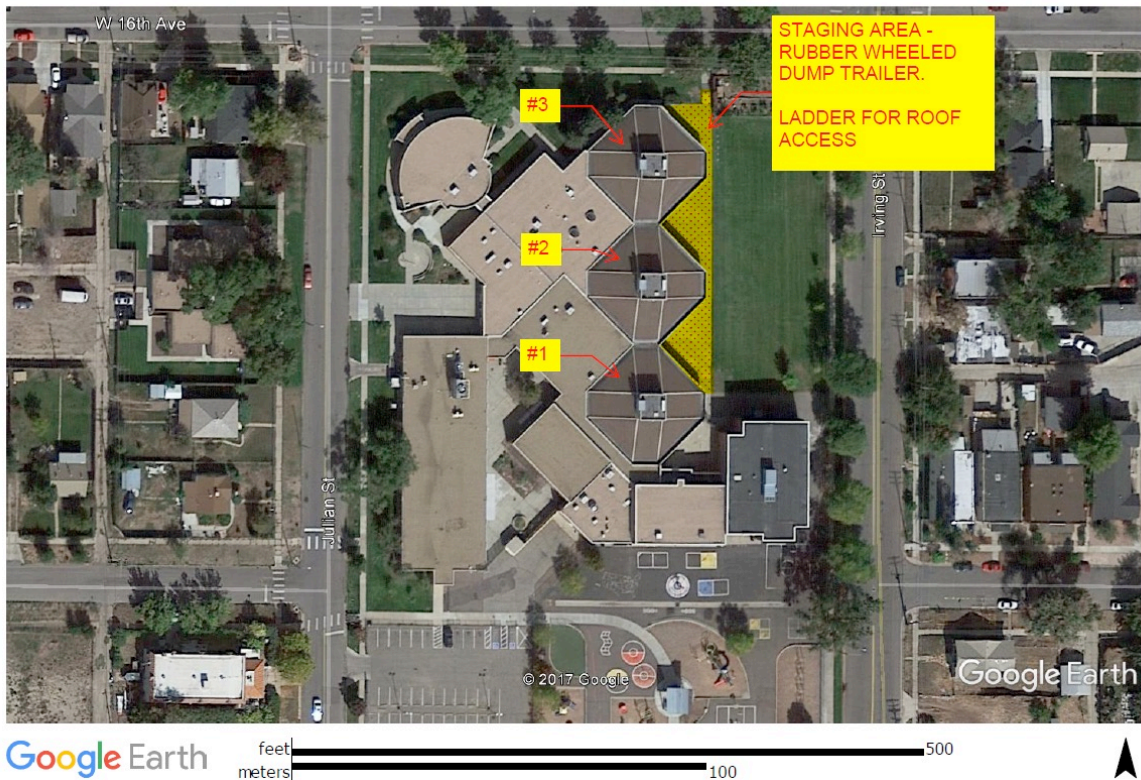 W 16th Ave
STAGING AREA -
RUBBER WHEELED
DUMP TRAILER.
LADDER FOR ROOF
ACCESS
#3
#2
#1
Irving St
Julian St
© 2017 Google
Google Earth
Google Earth
feet
500
meters
100